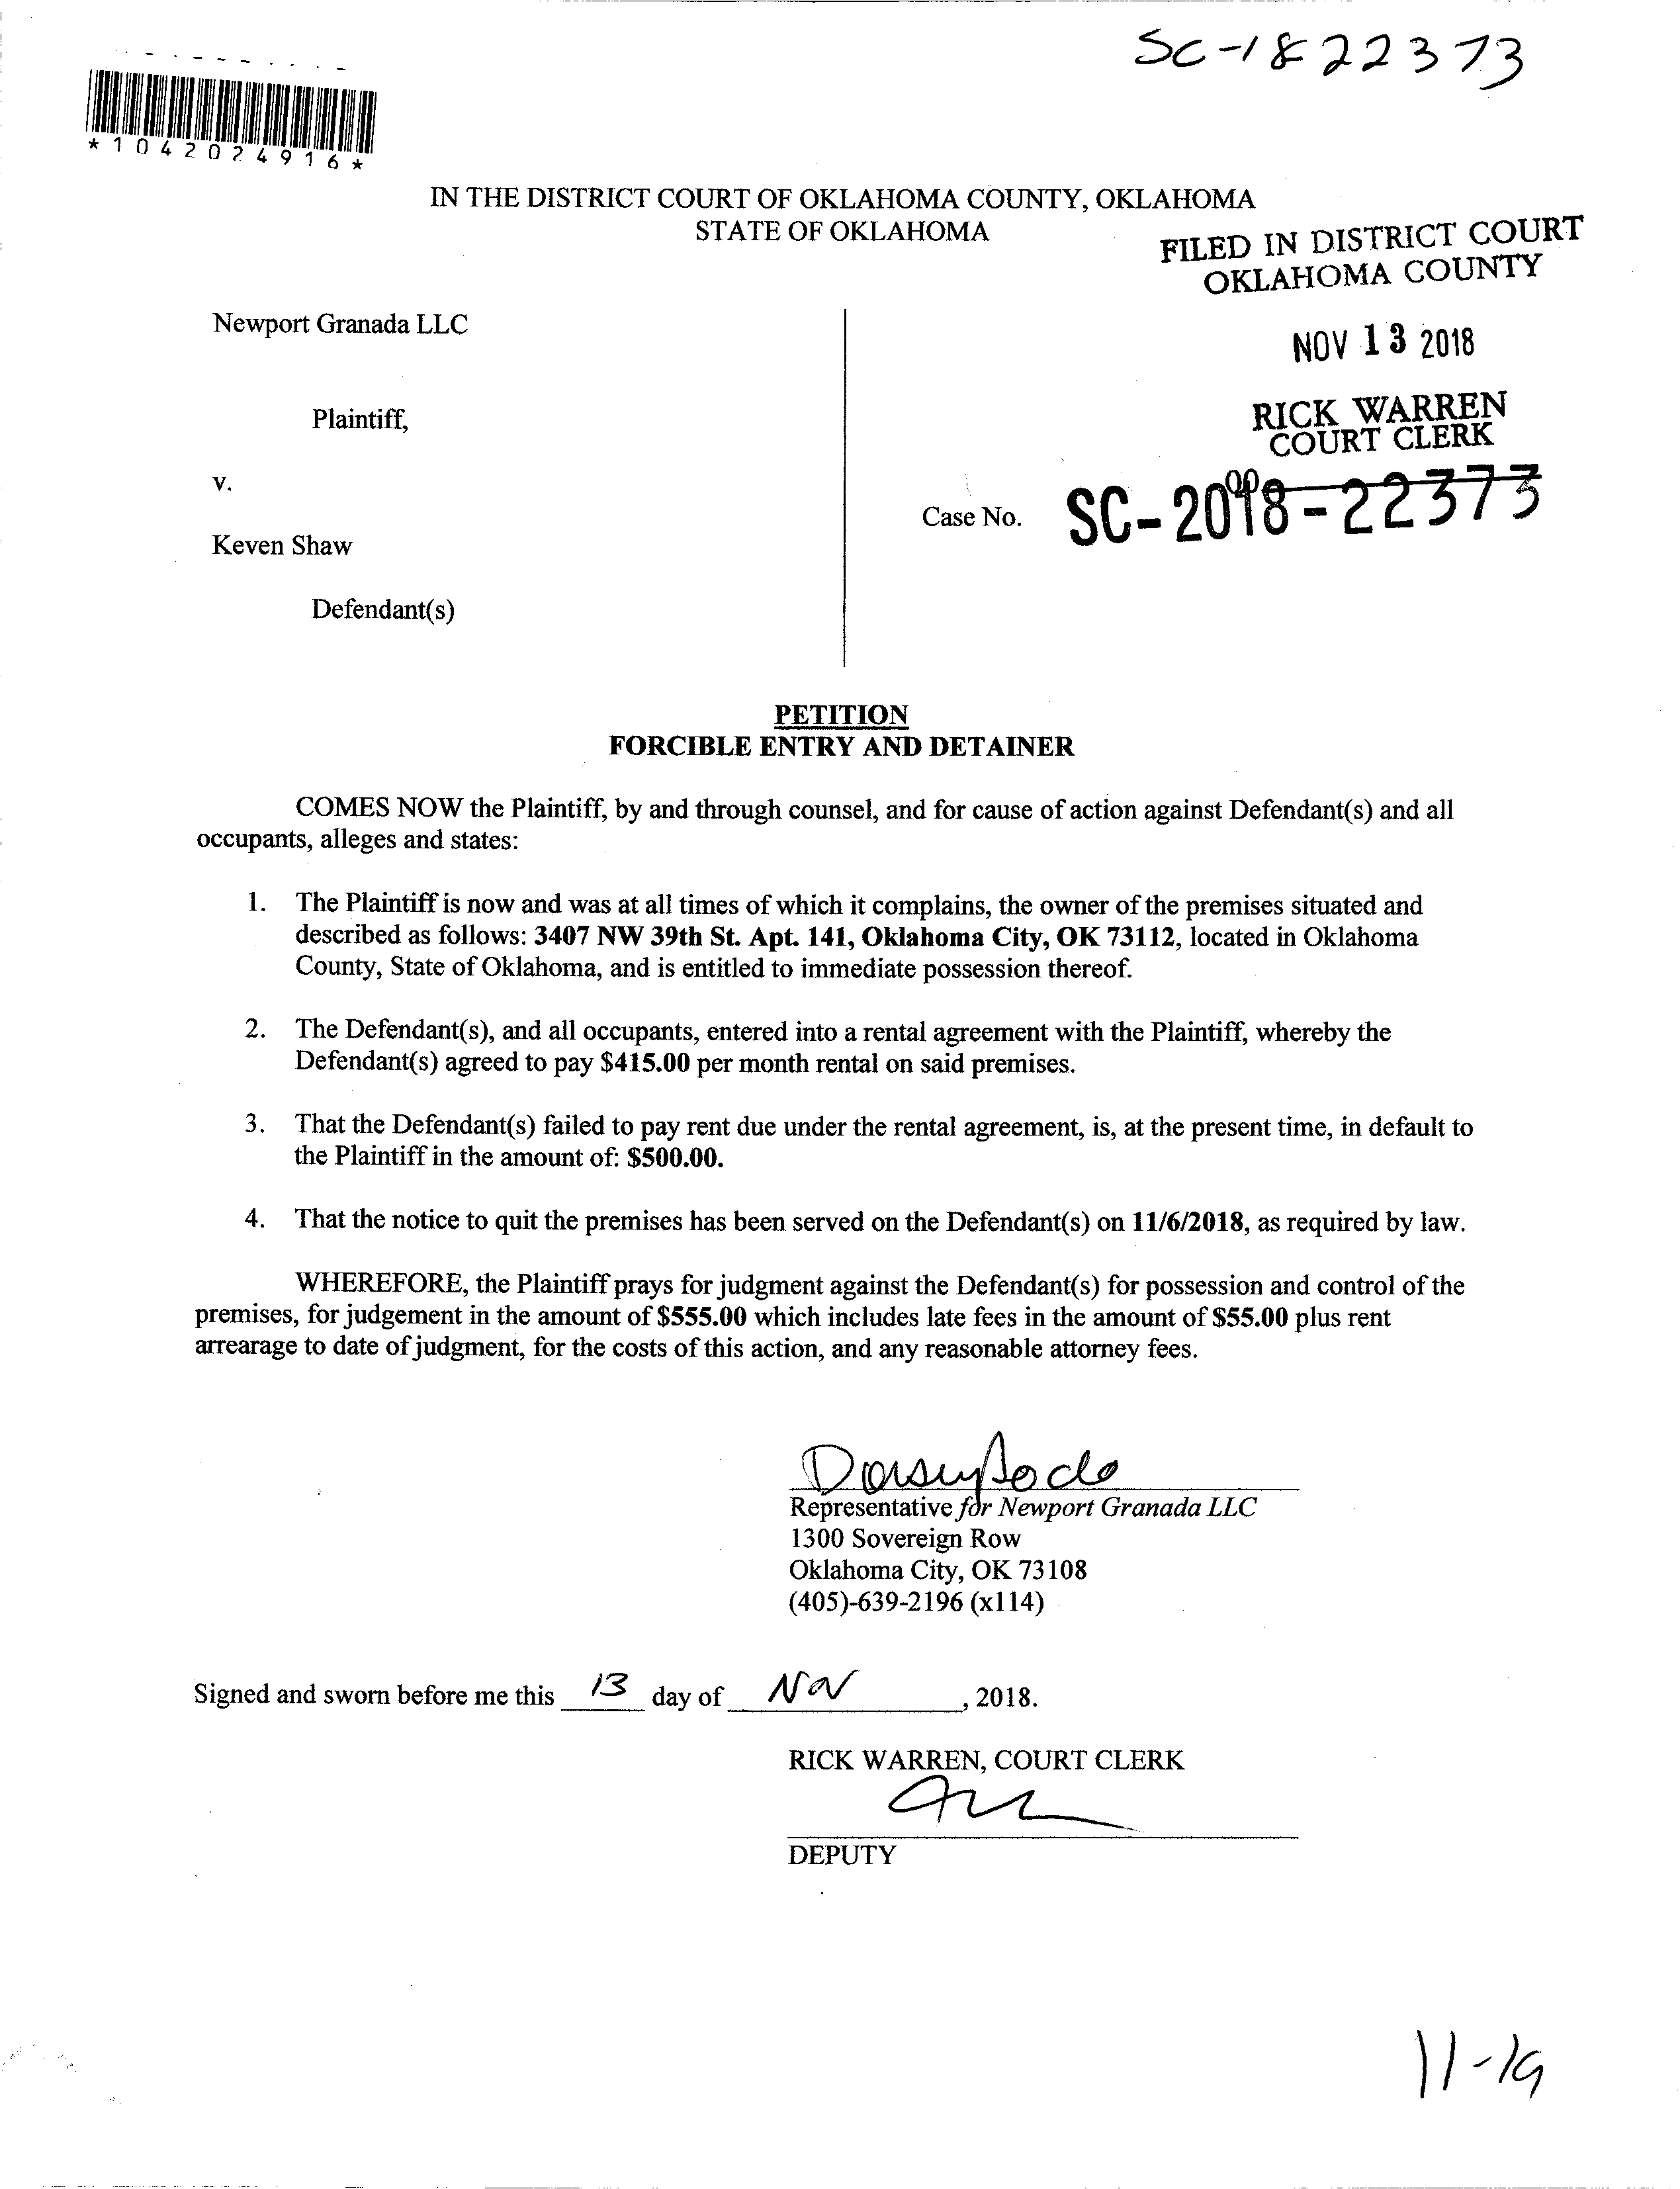 SC-1822373
*1042024916*
IN THE DISTRICT COURT OF OKLAHOMA COUNTY, OKLAHOMA
STATE OF OKLAHOMA
FILED IN DISTRICT COURT
OKLAHOMA COUNTY
Newport Granada LLC
NOV 13 2018
Plaintiff,
RICK WARREN
COURT CLERK
v.
Case No. SC-2018-22373
Keven Shaw
Defendant(s)
PETITION
FORCIBLE ENTRY AND DETAINER
COMES NOW the Plaintiff, by and through counsel, and for cause of action against Defendant(s) and all
occupants, alleges and states:
1. The Plaintiff is now and was at all times of which it complains, the owner of the premises situated and
described as follows: 3407 NW 39th St. Apt. 141, Oklahoma City, OK 73112, located in Oklahoma
County, State of Oklahoma, and is entitled to immediate possession thereof.
2. The Defendant(s), and all occupants, entered into a rental agreement with the Plaintiff, whereby the
Defendant(s) agreed to pay $415.00 per month rental on said premises.
3. That the Defendant(s) failed to pay rent due under the rental agreement, is, at the present time, in default to
the Plaintiff in the amount of: $500.00.
4. That the notice to quit the premises has been served on the Defendant(s) on 11/6/2018, as required by law.
WHEREFORE, the Plaintiff prays for judgment against the Defendant(s) for possession and control of the
premises, for judgement in the amount of $555.00 which includes late fees in the amount of $55.00 plus rent
arrearage to date of judgment, for the costs of this action, and any reasonable attorney fees.
Representative for Newport Granada LLC
1300 Sovereign Row
Oklahoma City, OK 73108
(405)-639-2196 (x114)
Signed and sworn before me this 13 day of Nov, 2018.
RICK WARREN, COURT CLERK
DEPUTY
11-19